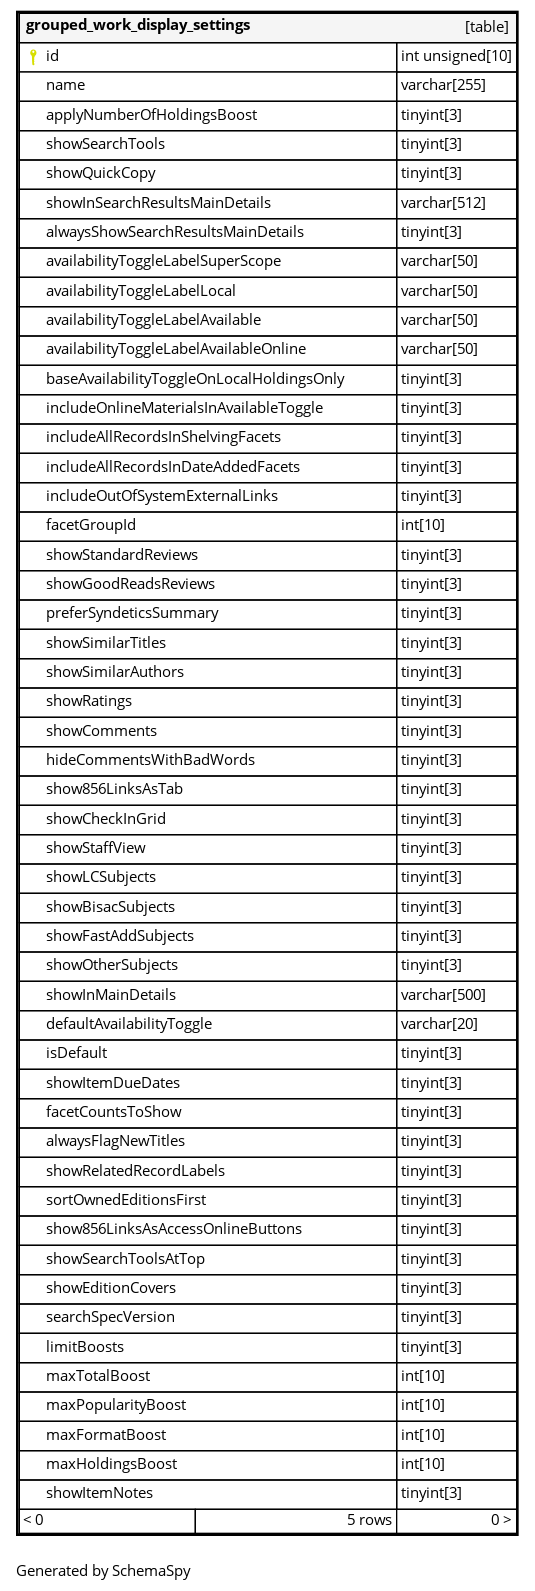 grouped_work_display_settings [table]
id int unsigned[10]
name varchar[255]
applyNumberOfHoldingsBoost tinyint[3]
showSearchTools tinyint[3]
showQuickCopy tinyint[3]
showInSearchResultsMainDetails varchar[512]
alwaysShowSearchResultsMainDetails tinyint[3]
availabilityToggleLabelSuperScope varchar[50]
availabilityToggleLabelLocal varchar[50]
availabilityToggleLabelAvailable varchar[50]
availabilityToggleLabelAvailableOnline varchar[50]
baseAvailabilityToggleOnLocalHoldingsOnly tinyint[3]
includeOnlineMaterialsInAvailableToggle tinyint[3]
includeAllRecordsInShelvingFacets tinyint[3]
includeAllRecordsInDateAddedFacets tinyint[3]
includeOutOfSystemExternalLinks tinyint[3]
facetGroupId int[10]
showStandardReviews tinyint[3]
showGoodReadsReviews tinyint[3]
preferSyndeticsSummary tinyint[3]
showSimilarTitles tinyint[3]
showSimilarAuthors tinyint[3]
showRatings tinyint[3]
showComments tinyint[3]
hideCommentsWithBadWords tinyint[3]
show856LinksAsTab tinyint[3]
showCheckInGrid tinyint[3]
showStaffView tinyint[3]
showLCSubjects tinyint[3]
showBisacSubjects tinyint[3]
showFastAddSubjects tinyint[3]
showOtherSubjects tinyint[3]
showInMainDetails varchar[500]
defaultAvailabilityToggle varchar[20]
isDefault tinyint[3]
showItemDueDates tinyint[3]
facetCountsToShow tinyint[3]
alwaysFlagNewTitles tinyint[3]
showRelatedRecordLabels tinyint[3]
sortOwnedEditionsFirst tinyint[3]
show856LinksAsAccessOnlineButtons tinyint[3]
showSearchToolsAtTop tinyint[3]
showEditionCovers tinyint[3]
searchSpecVersion tinyint[3]
limitBoosts tinyint[3]
maxTotalBoost int[10]
maxPopularityBoost int[10]
maxFormatBoost int[10]
maxHoldingsBoost int[10]
showItemNotes tinyint[3]
< 0 5 rows 0 >
Generated by SchemaSpy